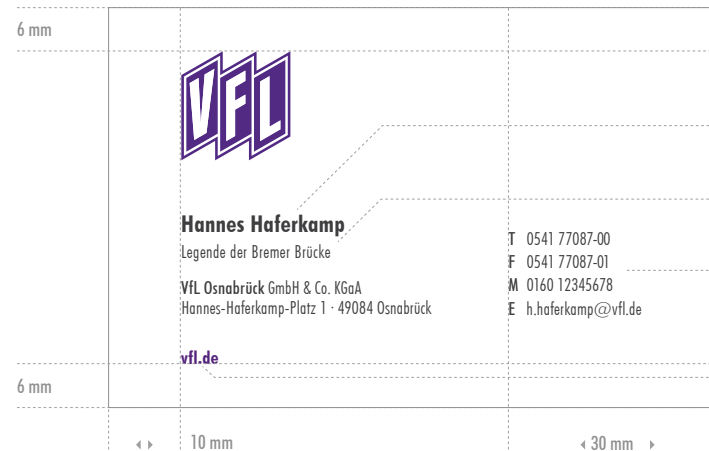 6 mm
VFL
Hannes Haferkamp
Legende der Bremer Brücke
VfL Osnabrück GmbH & Co. KGaA
Hannes-Haferkamp-Platz 1 · 49084 Osnabrück
vfl.de
T 0541 77087-00
F 0541 77087-01
M 0160 12345678
E h.haferkamp@vfl.de
6 mm
10 mm
30 mm